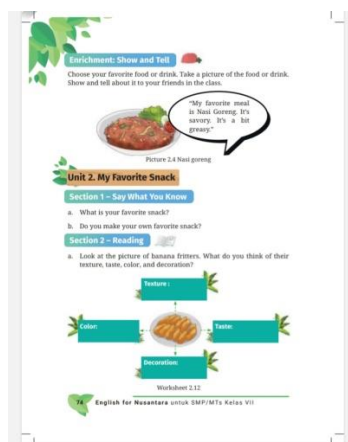 Enrichment: Show and Tell
Choose your favorite food or drink. Take a picture of the food or drink.
Show and tell about it to your friends in the class.
"My favorite meal
is Nasi Goreng. It's
savory. It's a bit
greasy."
Picture 2.4 Nasi goreng
Unit 2. My Favorite Snack
Section 1 – Say What You Know
a. What is your favorite snack?
b. Do you make your own favorite snack?
Section 2 – Reading
a. Look at the picture of banana fritters. What do you think of their
texture, taste, color, and decoration?
Texture :
Color:
Taste:
Decoration:
Worksheet 2.12
76 English for Nusantara untuk SMP/MTs Kelas VII